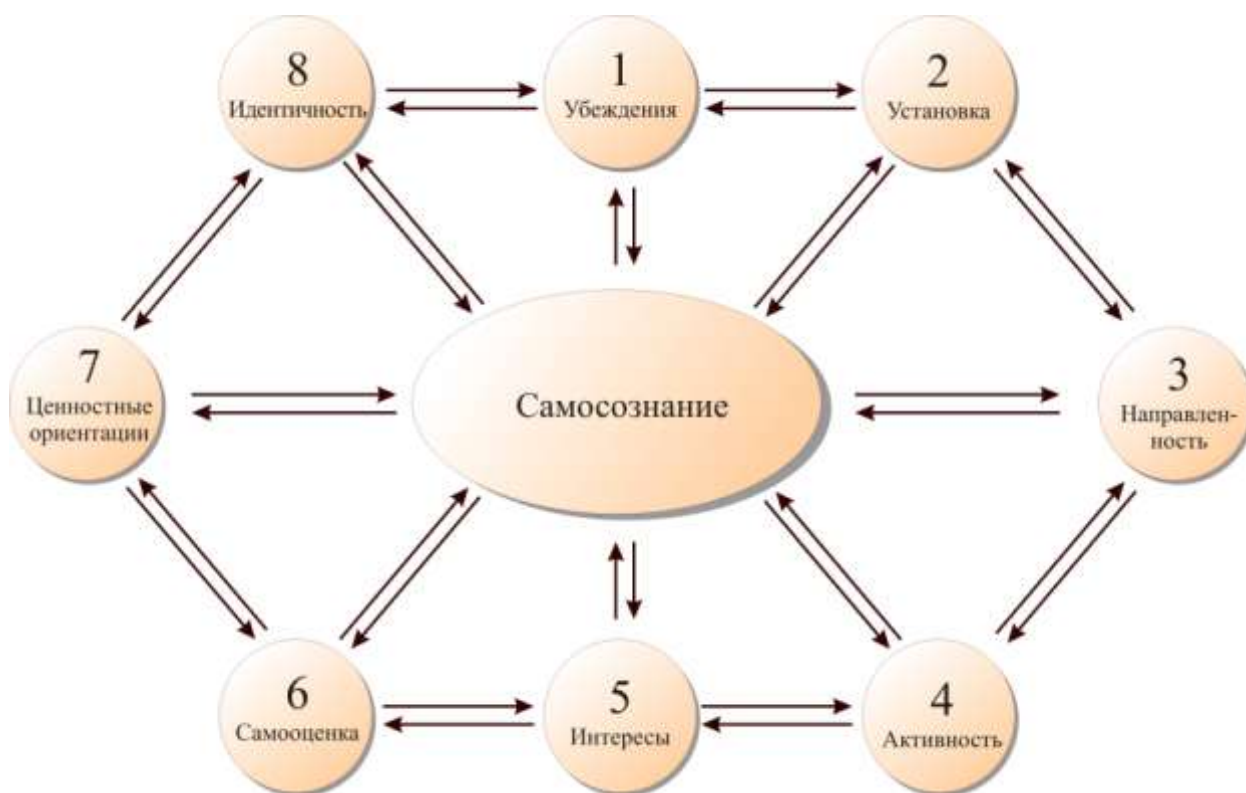 8
Идентичность
1
Убеждения
2
Установка
7
Ценностные
ориентации
Самосознание
3
Направлен-
ность
6
Самооценка
5
Интересы
4
Активность